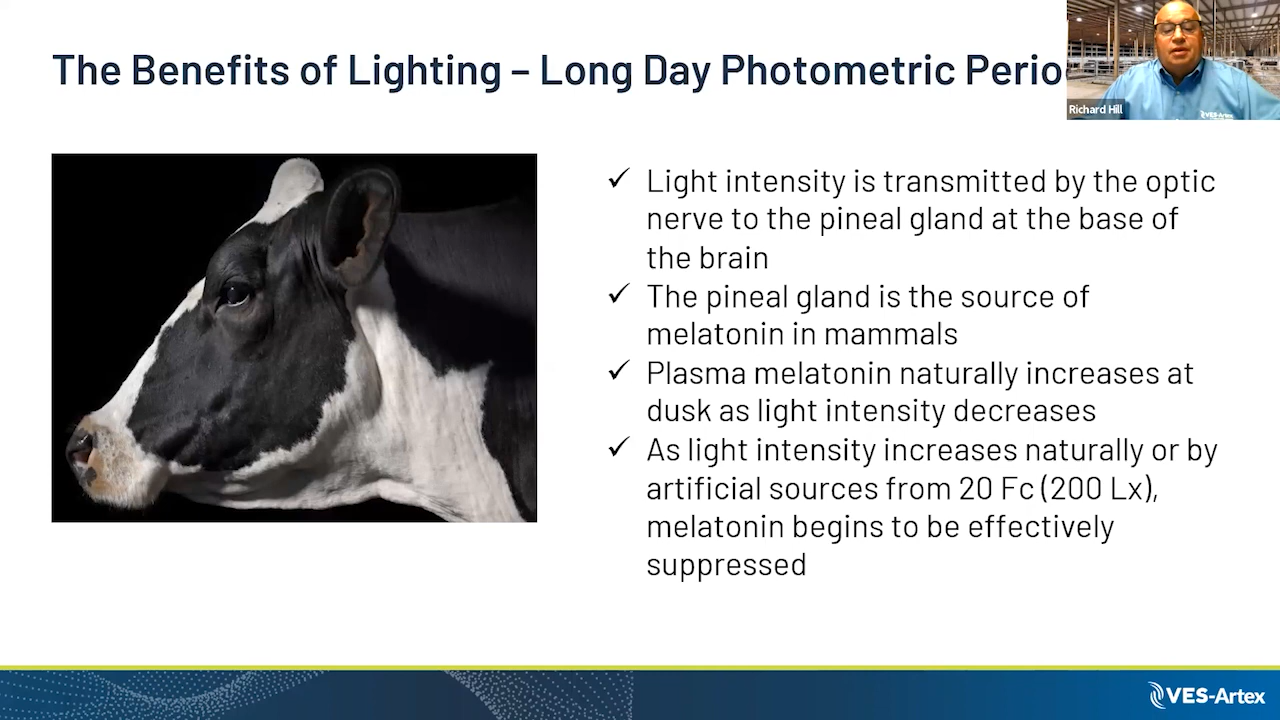 The Benefits of Lighting – Long Day Photometric Perio
Richard Hill
VES-Artex
✓ Light intensity is transmitted by the optic
nerve to the pineal gland at the base of
the brain
✓ The pineal gland is the source of
melatonin in mammals
✓ Plasma melatonin naturally increases at
dusk as light intensity decreases
✓ As light intensity increases naturally or by
artificial sources from 20 Fc (200 Lx),
melatonin begins to be effectively
suppressed
VES-Artex